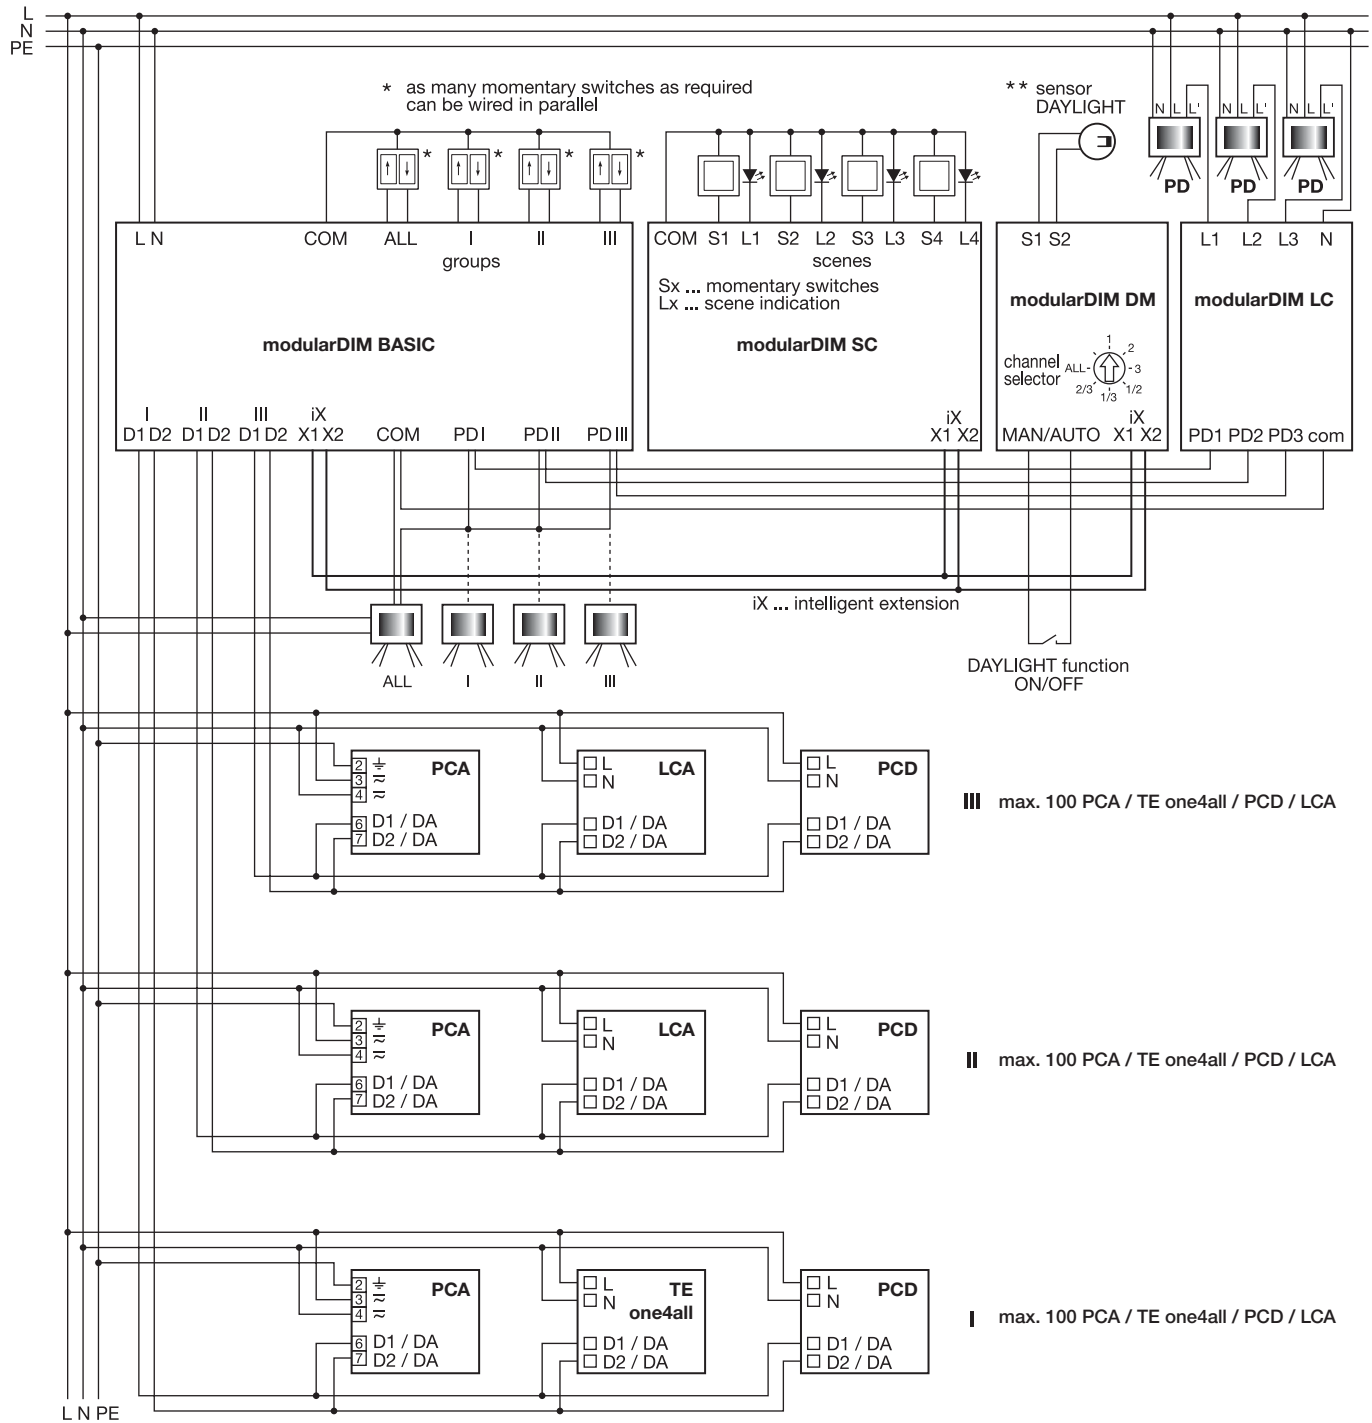 L
N
PE
* as many momentary switches as required
can be wired in parallel
** sensor
DAYLIGHT
N L L' N L L' N L L'
* * * *
PD PD PD
L N COM ALL I II III
groups
COM S1 L1 S2 L2 S3 L3 S4 L4
scenes
Sx ... momentary switches
Lx ... scene indication
S1 S2
L1 L2 L3 N
modularDIM BASIC
modularDIM SC
modularDIM DM
modularDIM LC
channel
selector
ALL 1 2 3 1/2 1/3 2/3
I II III iX
D1 D2 D1 D2 D1 D2 X1 X2 COM PD I PD II PD III
iX
X1 X2
iX
MAN/AUTO X1 X2
PD1 PD2 PD3 com
iX ... intelligent extension
ALL I II III
DAYLIGHT function
ON/OFF
2 PCA
3
4
6 D1 / DA
7 D2 / DA
L LCA
N
D1 / DA
D2 / DA
L PCD
N
D1 / DA
D2 / DA
III max. 100 PCA / TE one4all / PCD / LCA
2 PCA
3
4
6 D1 / DA
7 D2 / DA
L LCA
N
D1 / DA
D2 / DA
L PCD
N
D1 / DA
D2 / DA
II max. 100 PCA / TE one4all / PCD / LCA
2 PCA
3
4
6 D1 / DA
7 D2 / DA
L TE
N one4all
D1 / DA
D2 / DA
L PCD
N
D1 / DA
D2 / DA
I max. 100 PCA / TE one4all / PCD / LCA
L N PE